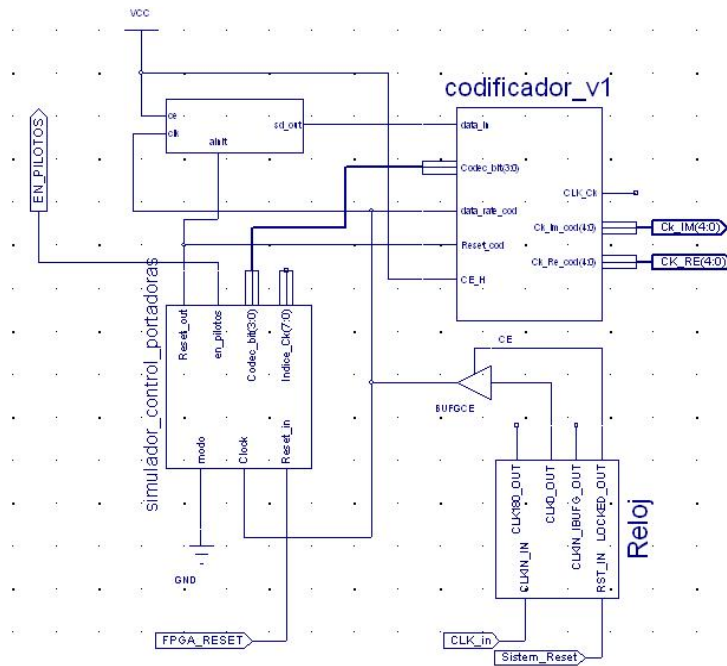 VCC
codificador_v1
ce
clk
sd_out
ainit
data_in
Codec_bit(3:0)
CLK_Ck
data_rate_cod
Ck_Im_cod(4:0)
Ck_IM(4:0)
Reset_cod
Ck_Re_cod(4:0)
CK_RE(4:0)
CE_H
EN_PILOTOS
simulador_control_portadoras
Reset_out
en_pilotos
Codec_bit(3:0)
Indice_Ck(7:0)
modo
Clock
Reset_in
CE
BUFGCE
CLK180_OUT
CLK0_OUT
CLKIN_IBUFG_OUT
LOCKED_OUT
CLKIN_IN
RST_IN
Reloj
GND
FPGA_RESET
CLK_in
Sistem_Reset